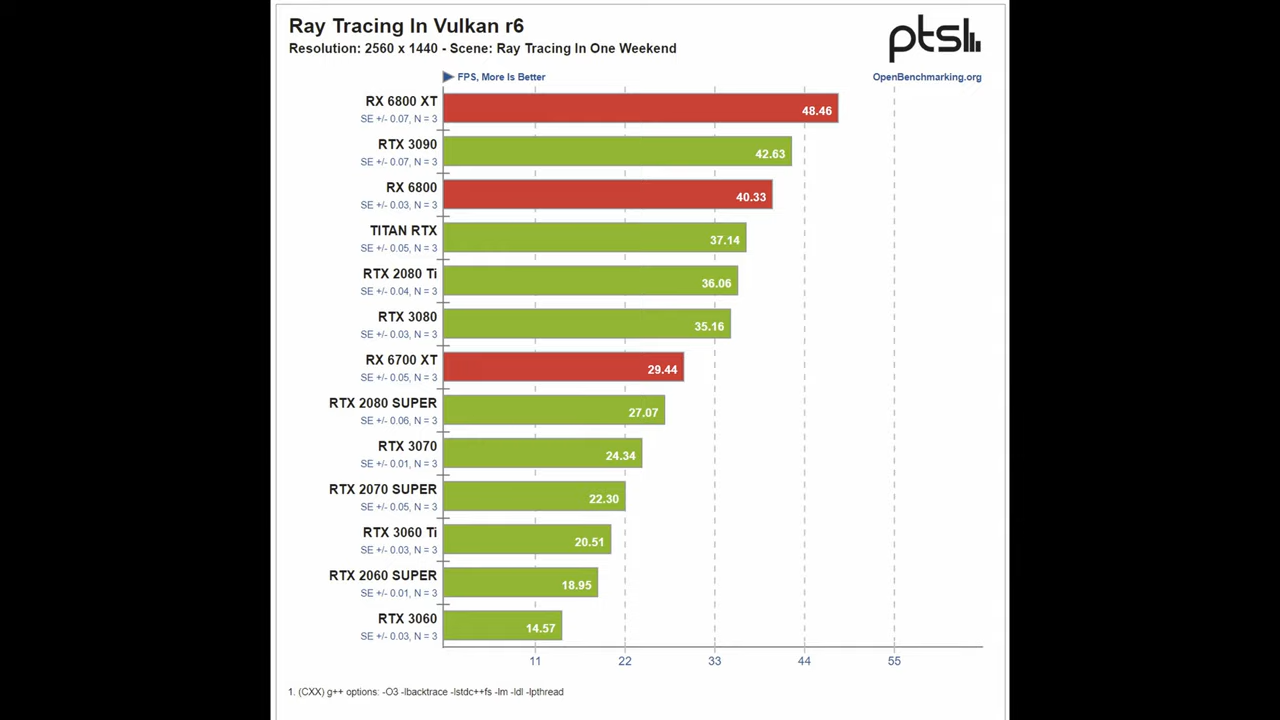 Ray Tracing In Vulkan r6
Resolution: 2560 x 1440 - Scene: Ray Tracing In One Weekend
ptsl
FPS, More Is Better
OpenBenchmarking.org
RX 6800 XT
SE +/- 0.07, N = 3
48.46
RTX 3090
SE +/- 0.07, N = 3
42.63
RX 6800
SE +/- 0.03, N = 3
40.33
TITAN RTX
SE +/- 0.05, N = 3
37.14
RTX 2080 Ti
SE +/- 0.04, N = 3
36.06
RTX 3080
SE +/- 0.03, N = 3
35.16
RX 6700 XT
SE +/- 0.05, N = 3
29.44
RTX 2080 SUPER
SE +/- 0.06, N = 3
27.07
RTX 3070
SE +/- 0.01, N = 3
24.34
RTX 2070 SUPER
SE +/- 0.05, N = 3
22.30
RTX 3060 Ti
SE +/- 0.03, N = 3
20.51
RTX 2060 SUPER
SE +/- 0.01, N = 3
18.95
RTX 3060
SE +/- 0.03, N = 3
14.57
11 22 33 44 55
1. (CXX) g++ options: -O3 -lbacktrace -lstdc++fs -lm -ldl -lpthread